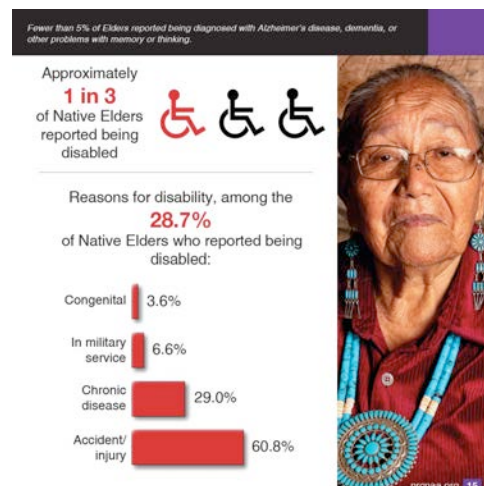 Fewer than 5% of Elders reported being diagnosed with Alzheimer's disease, dementia, or
other problems with memory or thinking.
Approximately
1 in 3
of Native Elders
reported being
disabled
Reasons for disability, among the
28.7%
of Native Elders who reported being
disabled:
Congenital 3.6%
In military
service 6.6%
Chronic
disease 29.0%
Accident/
injury 60.8%
15